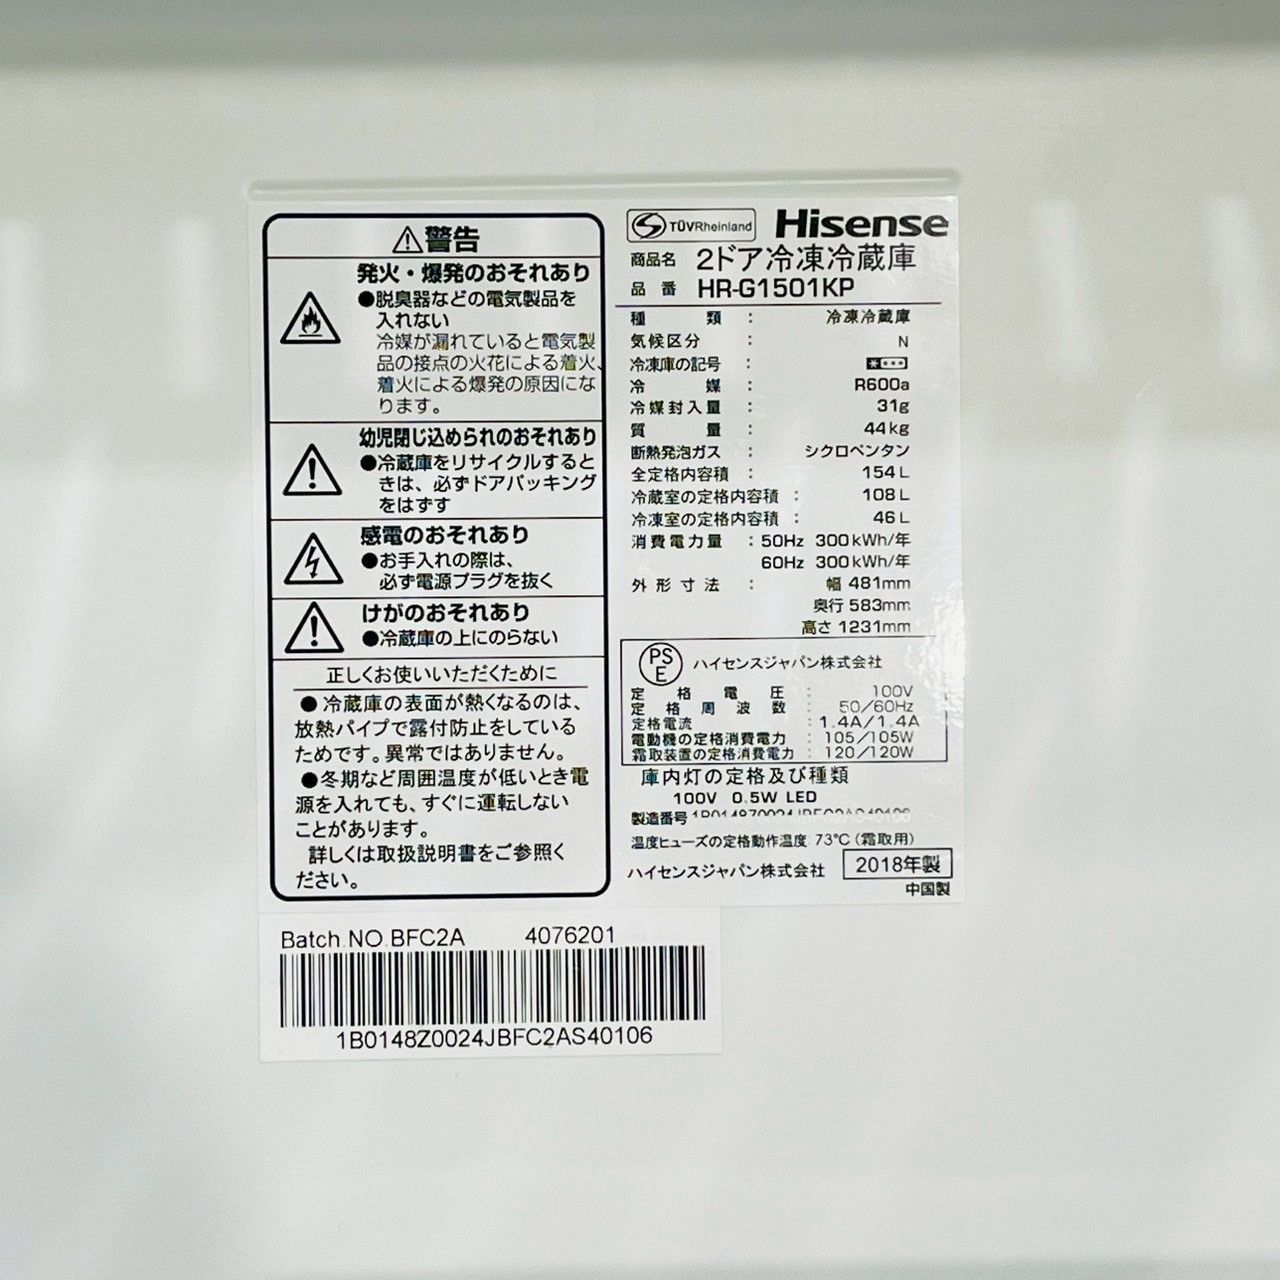 ⚠警告
発火・爆発のおそれあり
●脱臭器などの電気製品を
入れない
冷媒が漏れていると電気製
品の接点の火花による着火、
着火による爆発の原因にな
ります。
幼児閉じ込められのおそれあり
●冷蔵庫をリサイクルすると
きは、必ずドアパッキング
をはずす
感電のおそれあり
●お手入れの際は、
必ず電源プラグを抜く
けがのおそれあり
●冷蔵庫の上にのらない
正しくお使いいただくために
●冷蔵庫の表面が熱くなるのは、
放熱パイプで露付防止をしている
ためです。異常ではありません。
●冬期など周囲温度が低いとき電
源を入れても、すぐに運転しない
ことがあります。
詳しくは取扱説明書をご参照く
ださい。
TÜVRheinland Hisense
商品名 2ドア冷凍冷蔵庫
品番 HR-G1501KP
種類 : 冷凍冷蔵庫
気候区分 : N
冷凍庫の記号 : ****
冷媒 : R600a
冷媒封入量 : 31g
質量 : 44kg
断熱発泡ガス : シクロペンタン
全定格内容積 : 154L
冷蔵室の定格内容積 : 108L
冷凍室の定格内容積 : 46L
消費電力量 : 50Hz 300kWh/年
60Hz 300kWh/年
外形寸法 : 幅 481mm
奥行 583mm
高さ 1231mm
PSE ハイセンスジャパン株式会社
定格電圧 : 100V
定格周波数 : 50/60Hz
定格電流 : 1.4A/1.4A
電動機の定格消費電力 : 105/105W
霜取装置の定格消費電力 : 120/120W
庫内灯の定格及び種類
100V 0.5W LED
製造番号 1B0148Z0024JBFC2AS40106
温度ヒューズの定格動作温度 73℃(霜取用)
ハイセンスジャパン株式会社 2018年製
中国製
Batch NO.BFC2A 4076201
1B0148Z0024JBFC2AS40106